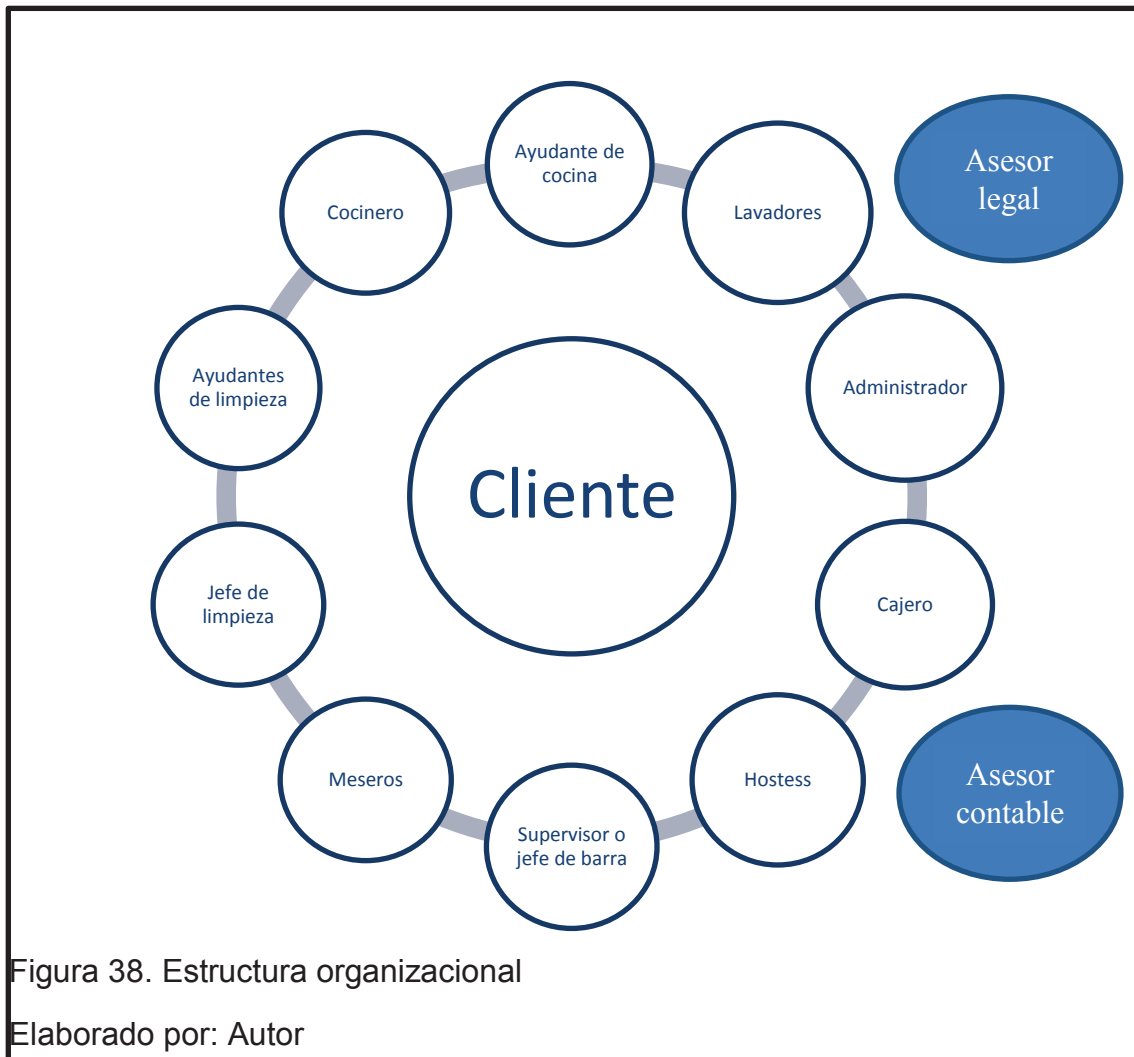 Ayudante de
cocina
Cocinero
Lavadores
Asesor
legal
Ayudantes
de limpieza
Administrador
Cliente
Jefe de
limpieza
Cajero
Meseros
Hostess
Asesor
contable
Supervisor o
jefe de barra
Figura 38. Estructura organizacional
Elaborado por: Autor